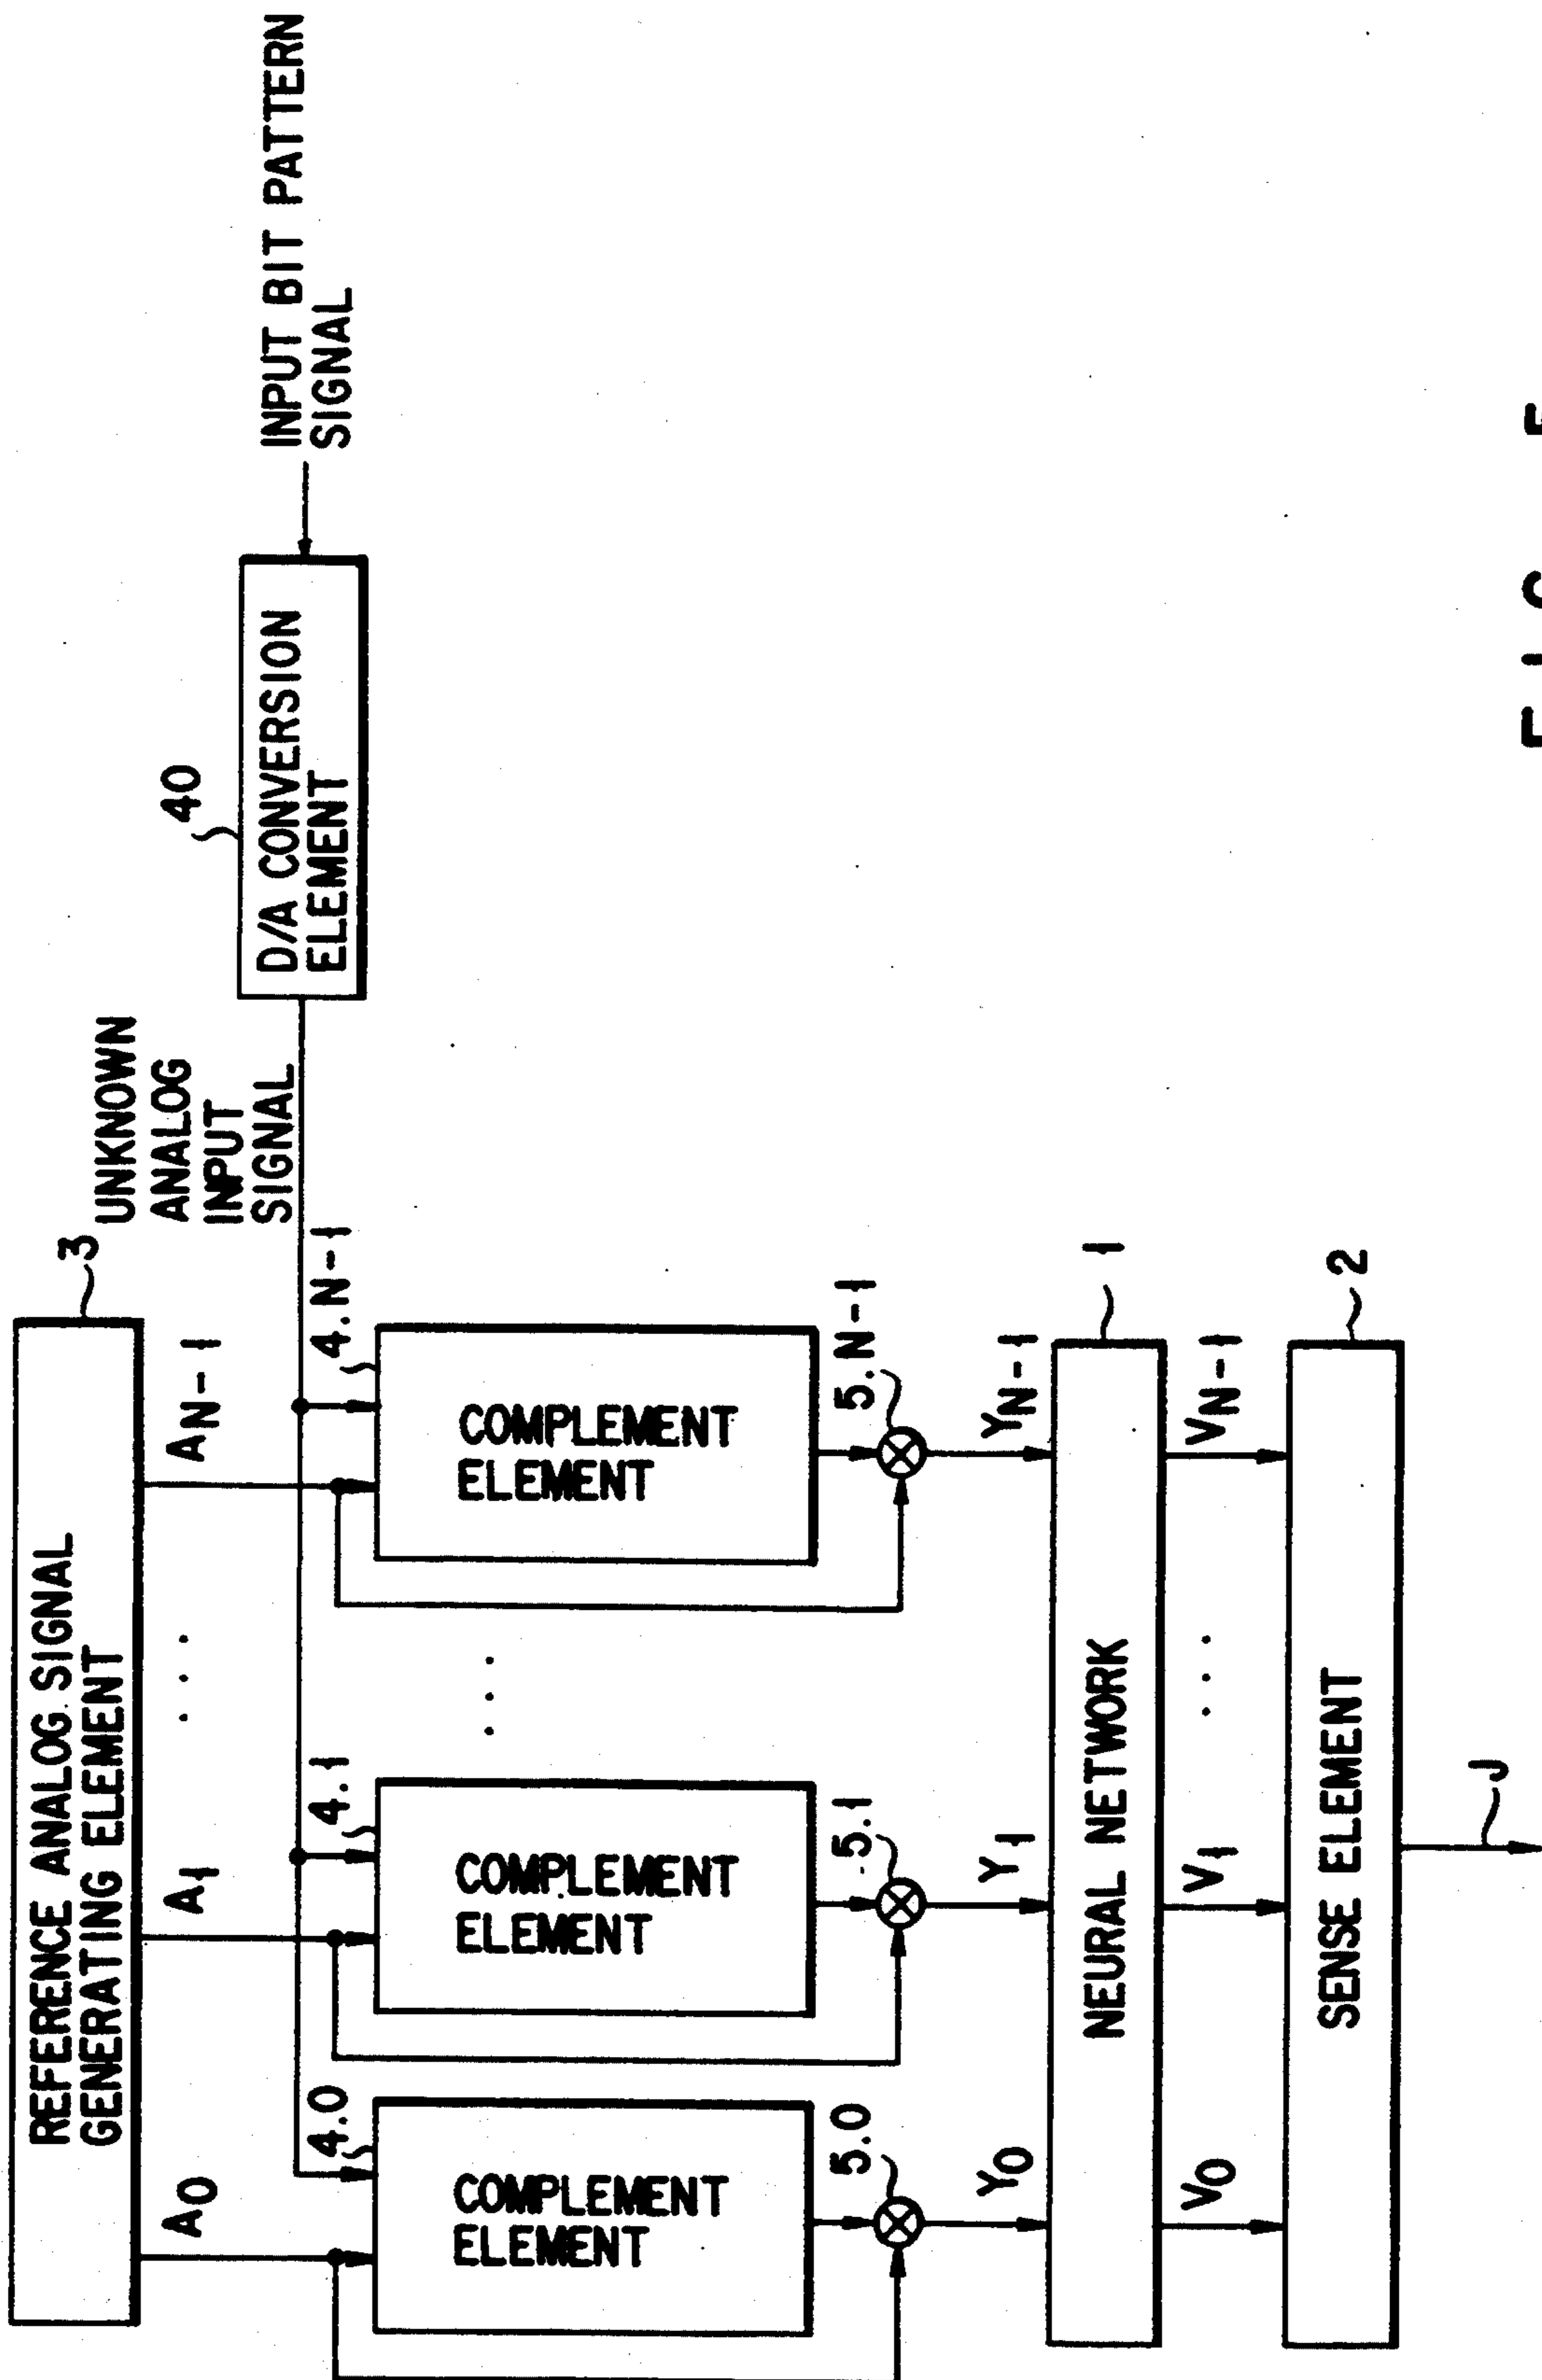 REFERENCE ANALOG SIGNAL
GENERATING ELEMENT
3
A0
A1
. . .
AN-1
UNKNOWN
ANALOG
INPUT
SIGNAL
40
D/A CONVERSION
ELEMENT
INPUT BIT PATTERN
SIGNAL
4.0
4.1
4.N-1
COMPLEMENT
ELEMENT
COMPLEMENT
ELEMENT
. . .
COMPLEMENT
ELEMENT
5.0
5.1
5.N-1
Y0
Y1
YN-1
NEURAL NETWORK
1
V0
V1
. . .
VN-1
SENSE ELEMENT
2
J